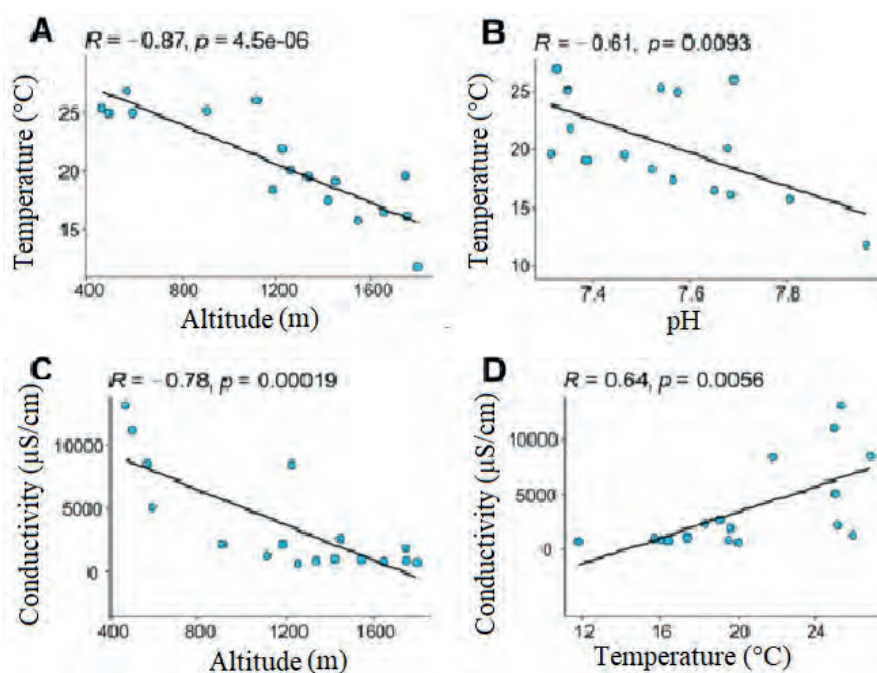 A
R = −0.87, p = 4.5e-06
Temperature (°C)
25
20
15
400 800 1200 1600
Altitude (m)
B
R = −0.61, p = 0.0093
Temperature (°C)
25
20
15
10
7.4 7.6 7.8
pH
C
R = −0.78, p = 0.00019
Conductivity (µS/cm)
10000
5000
0
400 800 1200 1600
Altitude (m)
D
R = 0.64, p = 0.0056
Conductivity (µS/cm)
10000
5000
0
12 16 20 24
Temperature (°C)